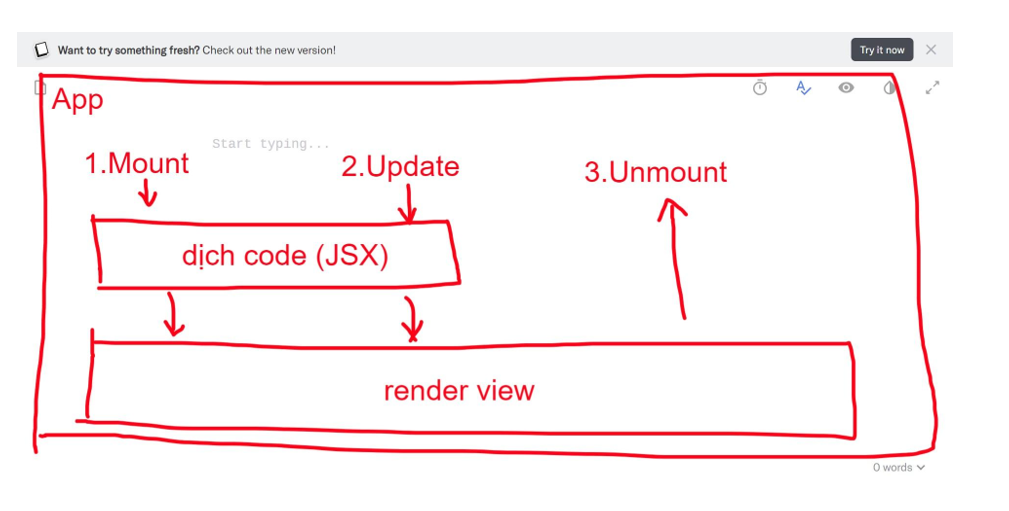 Want to try something fresh? Check out the new version!
Try it now
App
Start typing...
1.Mount
2.Update
3.Unmount
dịch code (JSX)
render view
0 words